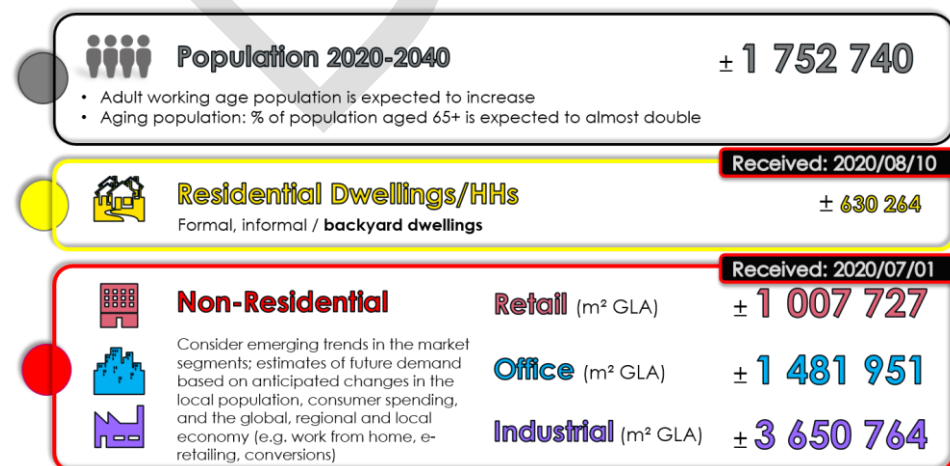 Population 2020-2040
± 1 752 740
• Adult working age population is expected to increase
• Aging population: % of population aged 65+ is expected to almost double
Received: 2020/08/10
Residential Dwellings/HHs
± 630 264
Formal, informal / backyard dwellings
Received: 2020/07/01
Non-Residential
Consider emerging trends in the market
segments; estimates of future demand
based on anticipated changes in the
local population, consumer spending,
and the global, regional and local
economy (e.g. work from home, e-
retailing, conversions)
Retail (m² GLA)
± 1 007 727
Office (m² GLA)
± 1 481 951
Industrial (m² GLA)
± 3 650 764